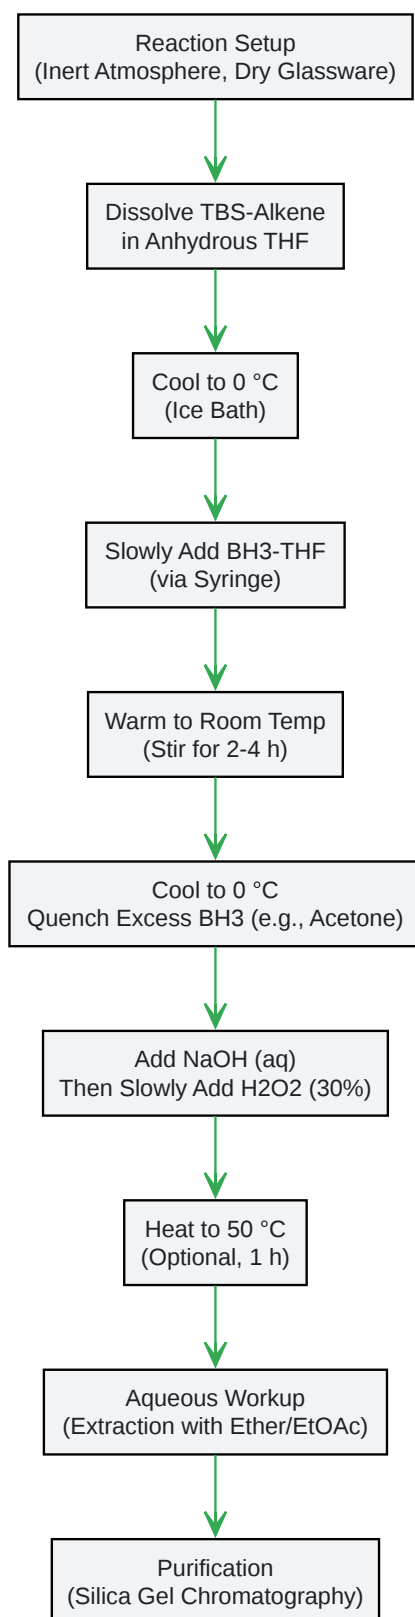 Reaction Setup
(Inert Atmosphere, Dry Glassware)
Dissolve TBS-Alkene
in Anhydrous THF
Cool to 0 °C
(Ice Bath)
Slowly Add BH3-THF
(via Syringe)
Warm to Room Temp
(Stir for 2-4 h)
Cool to 0 °C
Quench Excess BH3 (e.g., Acetone)
Add NaOH (aq)
Then Slowly Add H2O2 (30%)
Heat to 50 °C
(Optional, 1 h)
Aqueous Workup
(Extraction with Ether/EtOAc)
Purification
(Silica Gel Chromatography)